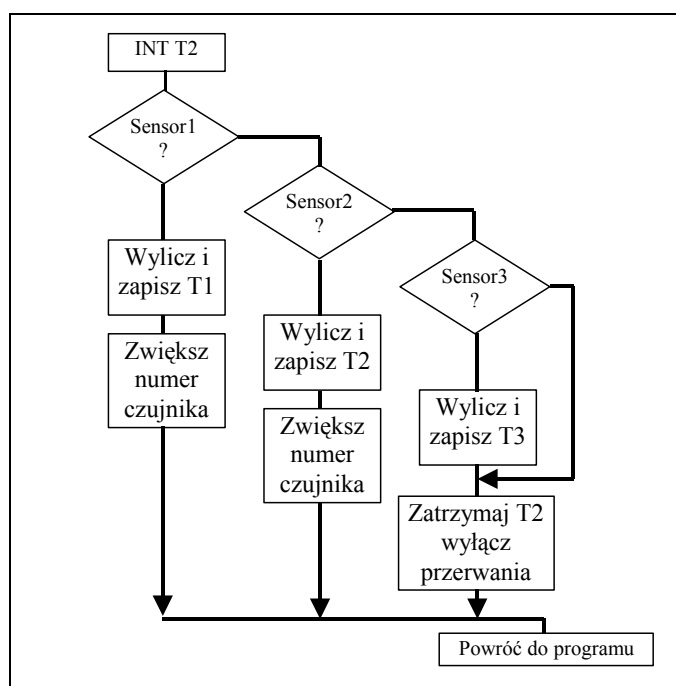 INT T2
Sensor1
?
Sensor2
?
Sensor3
?
Wylicz i
zapisz T1
Zwiększ
numer
czujnika
Wylicz i
zapisz T2
Zwiększ
numer
czujnika
Wylicz i
zapisz T3
Zatrzymaj T2
wyłącz
przerwania
Powróć do programu